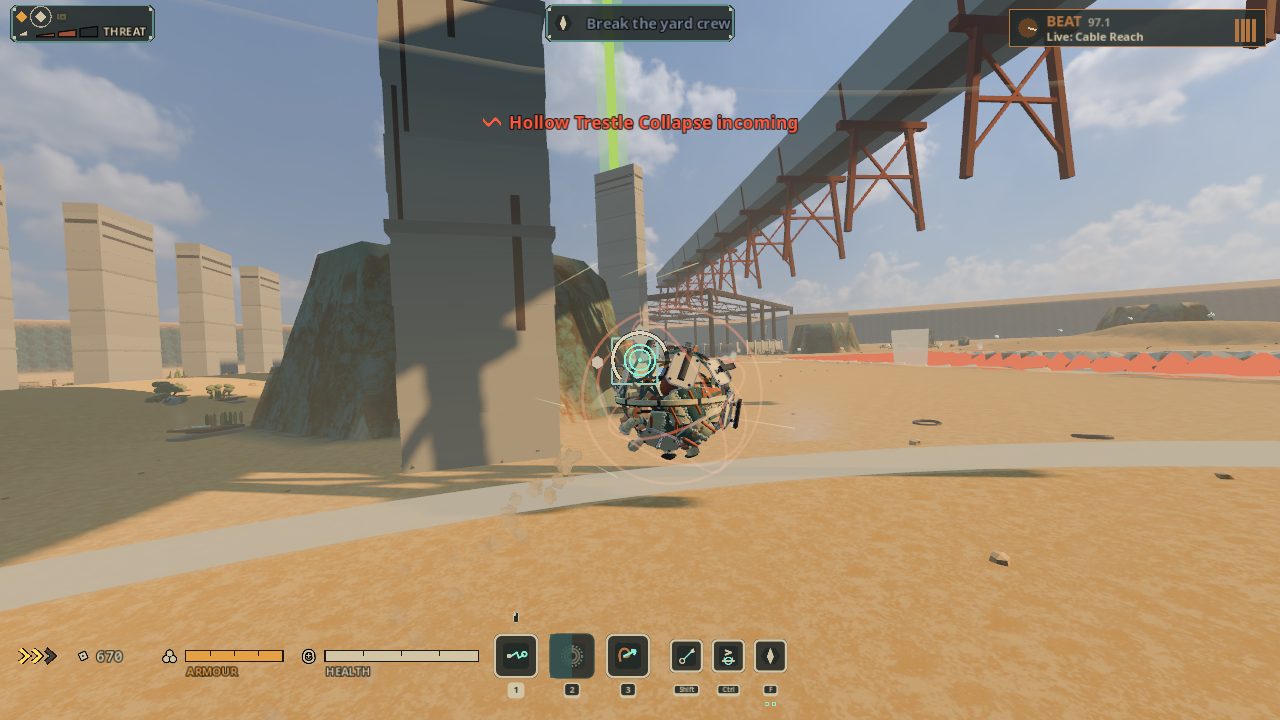 THREAT
Break the yard crew
BEAT 97.1
Live: Cable Reach
Hollow Trestle Collapse incoming
670
ARMOUR
HEALTH
1
2
3
Shift
Ctrl
F